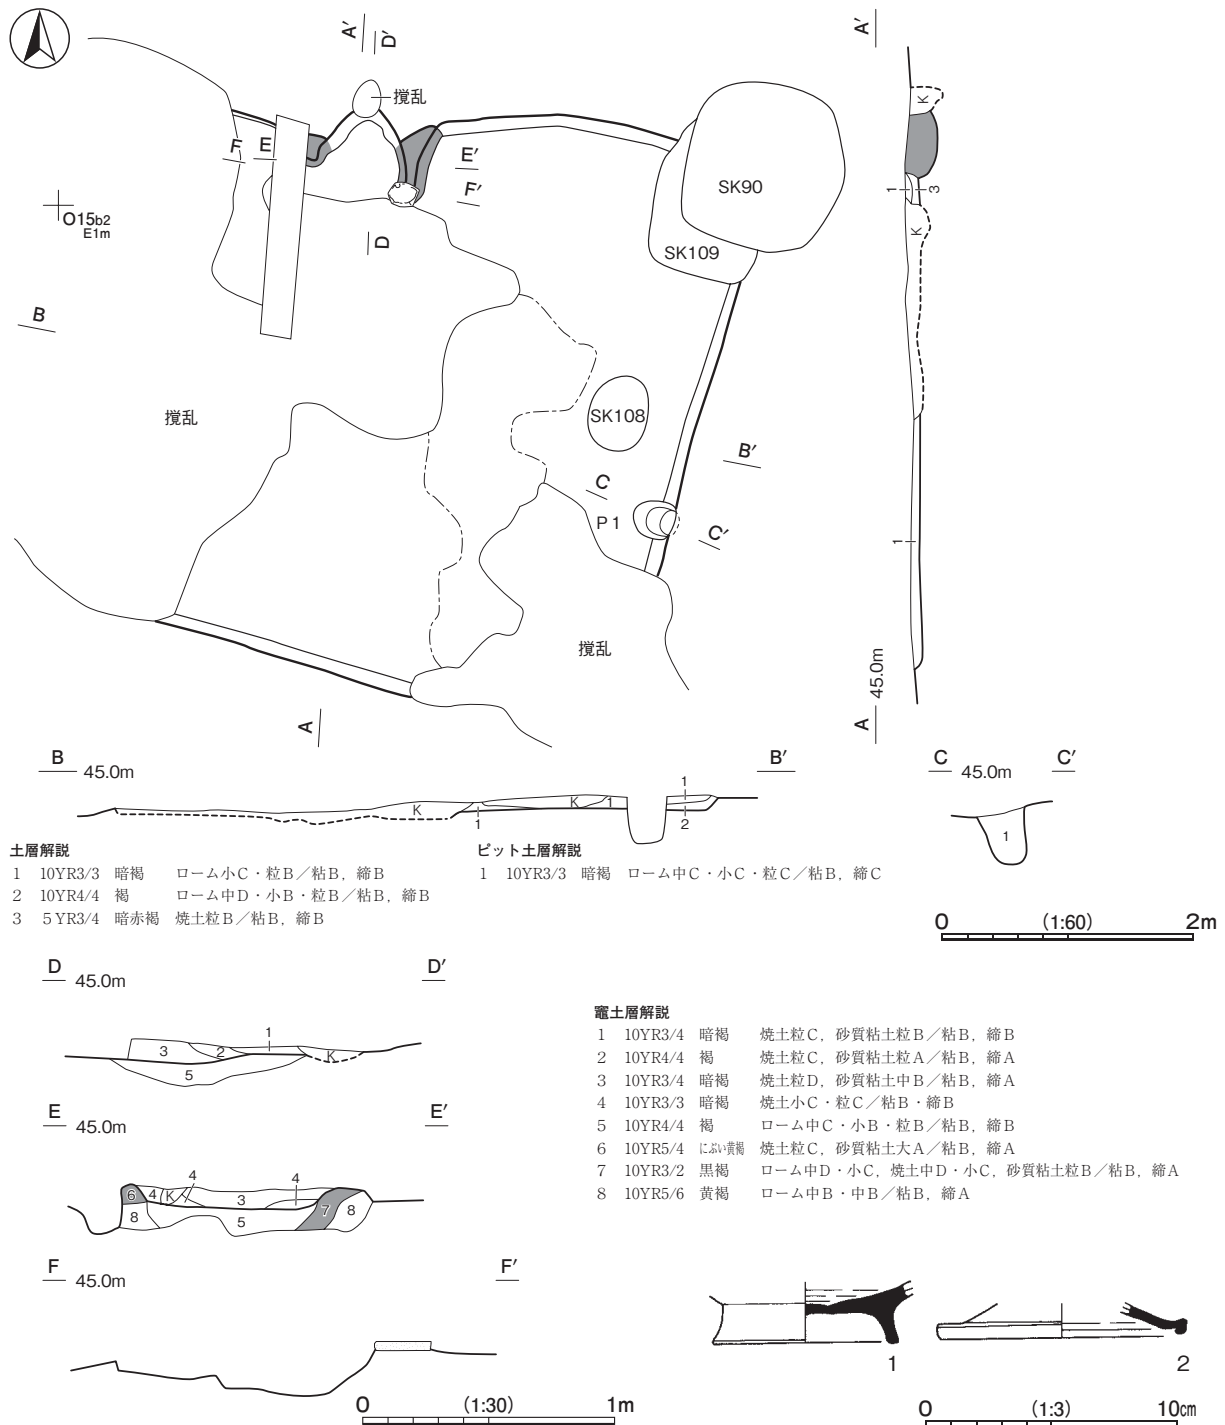 A′
D′
A′
撹乱
K
F
E
E′
F′
SK90
1
3
O15b2
E1m
SK109
D
K
B
撹乱
SK108
B′
C
P1
C′
1
撹乱
A
A 45.0m
B 45.0m
B′
C 45.0m
C′
K
1
K
1
1
2
1
土層解説
1 10YR3/3 暗褐 ローム小C・粒B／粘B，締B
2 10YR4/4 褐 ローム中D・小B・粒B／粘B，締B
3 5YR3/4 暗赤褐 焼土粒B／粘B，締B
ピット土層解説
1 10YR3/3 暗褐 ローム中C・小C・粒C／粘B，締C
0 (1:60) 2m
D 45.0m
D′
3
2
1
K
5
E 45.0m
E′
6
4
K
4
3
4
8
5
7
8
F 45.0m
F′
0 (1:30) 1m
竈土層解説
1 10YR3/4 暗褐 焼土粒C，砂質粘土粒B／粘B，締B
2 10YR4/4 褐 焼土粒C，砂質粘土粒A／粘B，締A
3 10YR3/4 暗褐 焼土粒D，砂質粘土中B／粘B，締A
4 10YR3/3 暗褐 焼土小C・粒C／粘B・締B
5 10YR4/4 褐 ローム中C・小B・粒B／粘B，締B
6 10YR5/4 にぶい黄褐 焼土粒C，砂質粘土大A／粘B，締A
7 10YR3/2 黒褐 ローム中D・小C，焼土中D・小C，砂質粘土粒B／粘B，締A
8 10YR5/6 黄褐 ローム中B・中B／粘B，締A
1
2
0 (1:3) 10cm